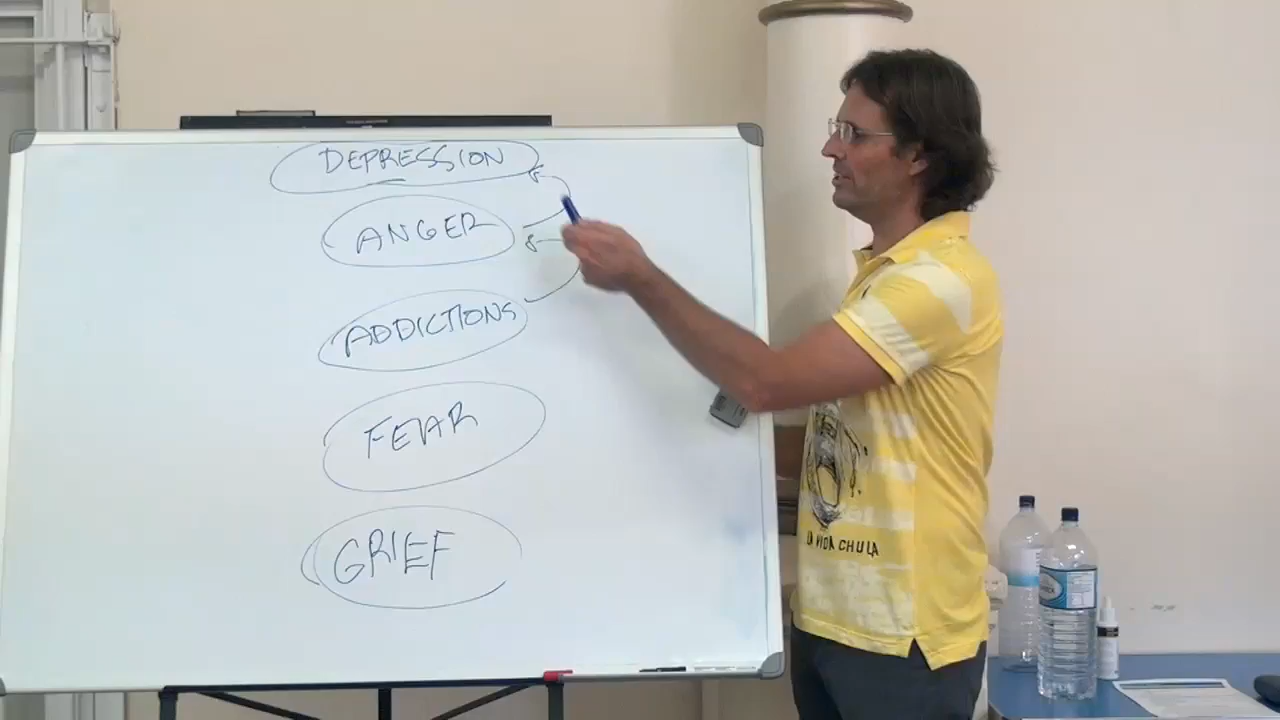 DEPRESSION
ANGER
ADDICTIONS
FEAR
GRIEF
LA VIDA CHULA